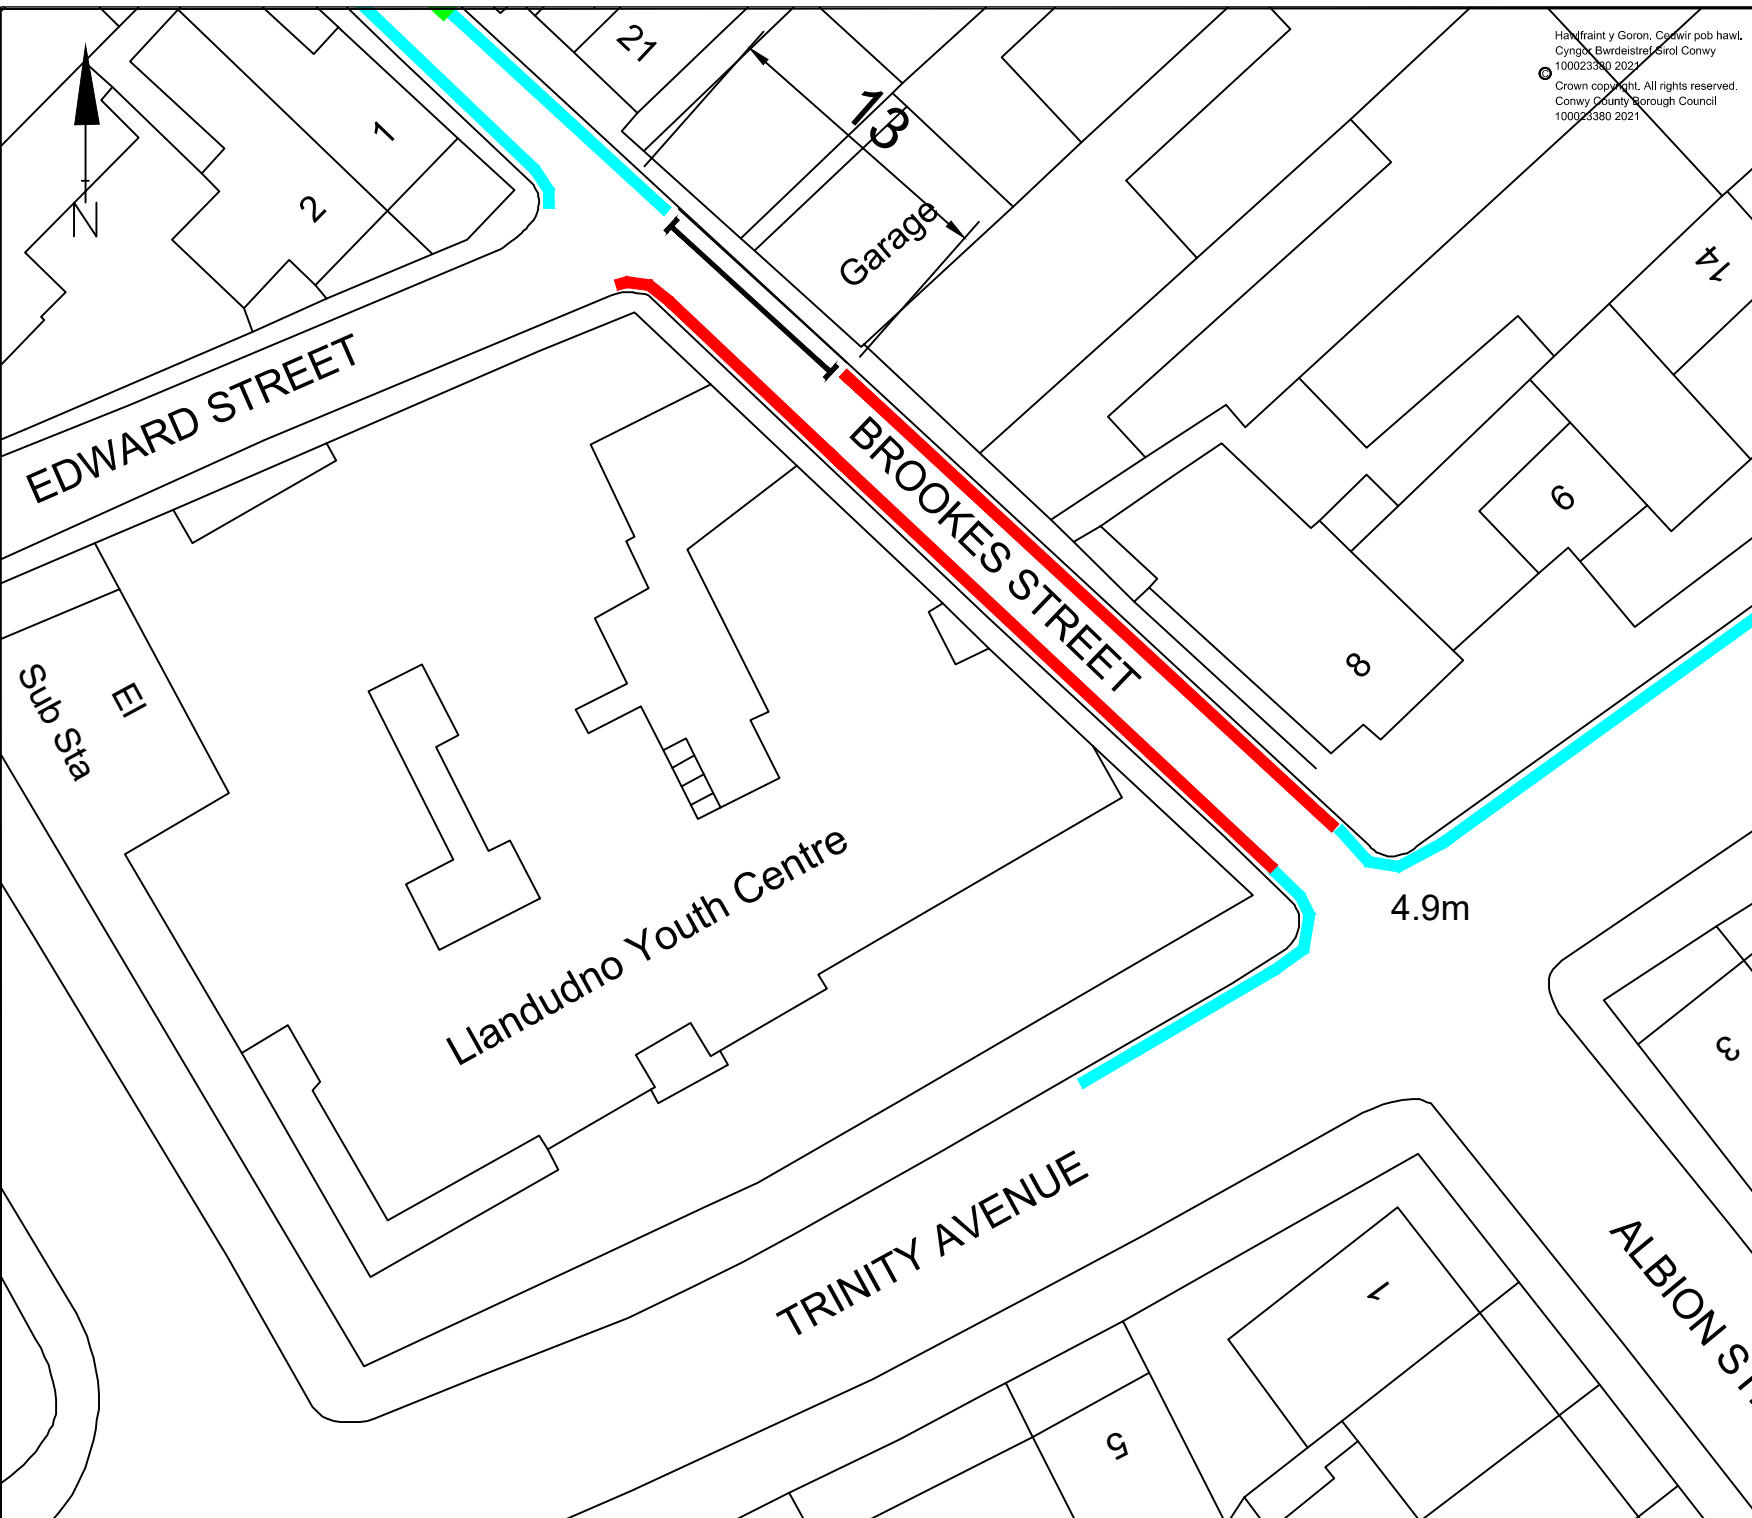 Hawlfraint y Goron. Cedwir pob hawl.
Cyngor Bwrdeistref Sirol Conwy
100023380 2021
© Crown copyright. All rights reserved.
Conwy County Borough Council
100023380 2021
21
13
1
2
N
Garage
14
EDWARD STREET
BROOKES STREET
9
8
Sub Sta
El
Llandudno Youth Centre
4.9m
3
TRINITY AVENUE
1
ALBION
5